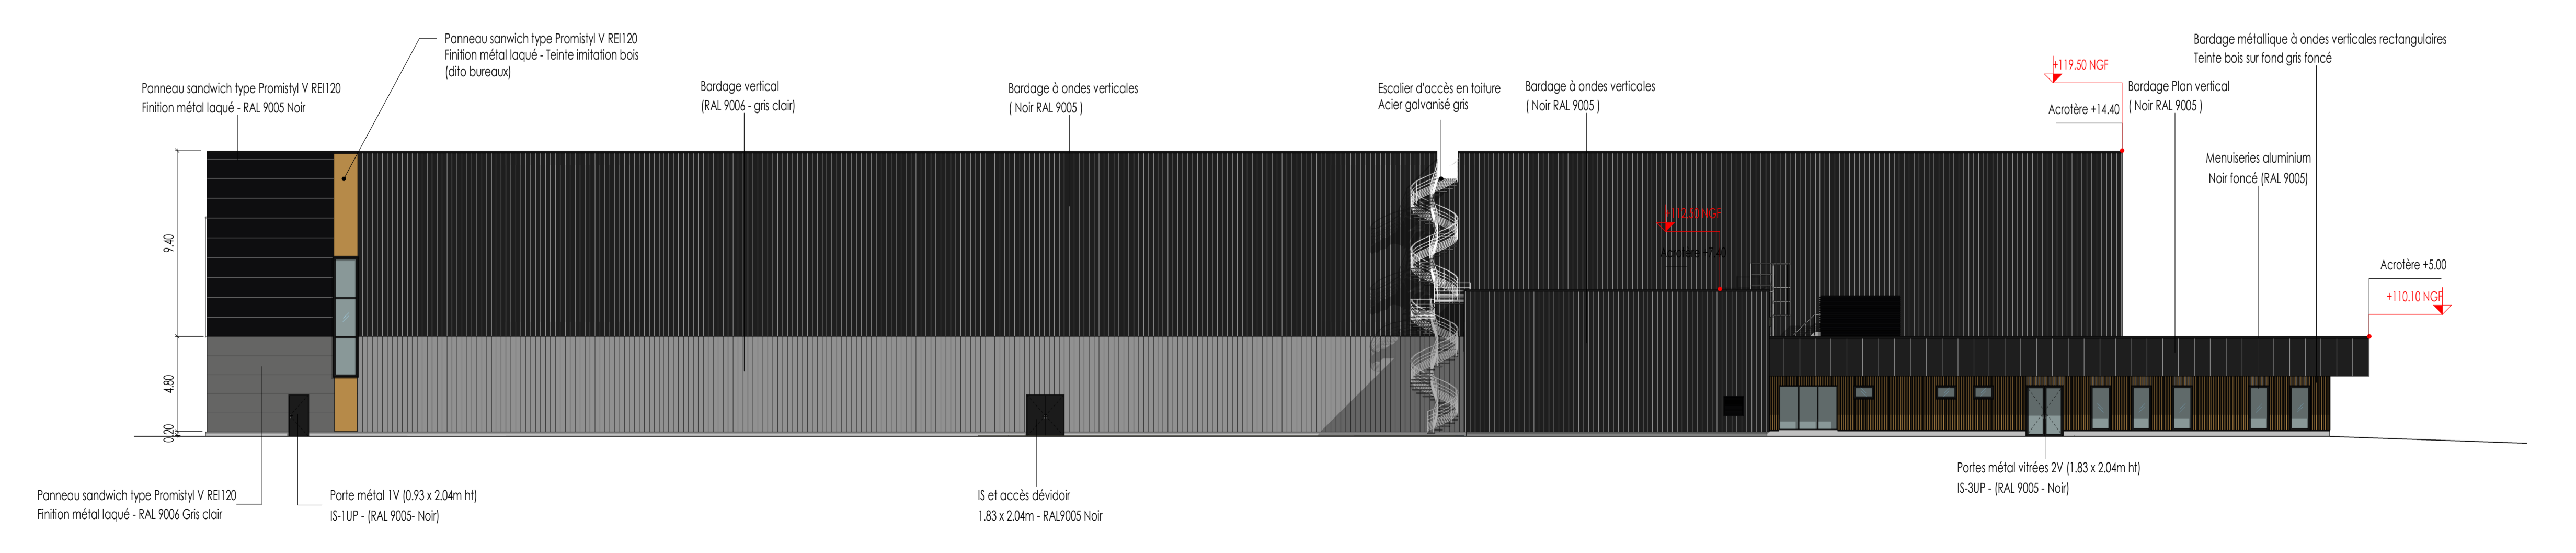 Panneau sanwich type Promistyl V REI120
Finition métal laqué - Teinte imitation bois
(dito bureaux)
Panneau sandwich type Promistyl V REI120
Finition métal laqué - RAL 9005 Noir
Bardage vertical
(RAL 9006 - gris clair)
Bardage à ondes verticales
( Noir RAL 9005 )
Escalier d'accès en toiture
Acier galvanisé gris
Bardage à ondes verticales
( Noir RAL 9005 )
+119.50 NGF
Acrotère +14.40
Bardage métallique à ondes verticales rectangulaires
Teinte bois sur fond gris foncé
Bardage Plan vertical
( Noir RAL 9005 )
Menuiseries aluminium
Noir foncé (RAL 9005)
+112.50 NGF
Acrotère +7.40
Acrotère +5.00
+110.10 NGF
9.40
4.80
0.20
Panneau sandwich type Promistyl V REI120
Finition métal laqué - RAL 9006 Gris clair
Porte métal 1V (0.93 x 2.04m ht)
IS-1UP - (RAL 9005- Noir)
IS et accès dévidoir
1.83 x 2.04m - RAL9005 Noir
Portes métal vitrées 2V (1.83 x 2.04m ht)
IS-3UP - (RAL 9005 - Noir)